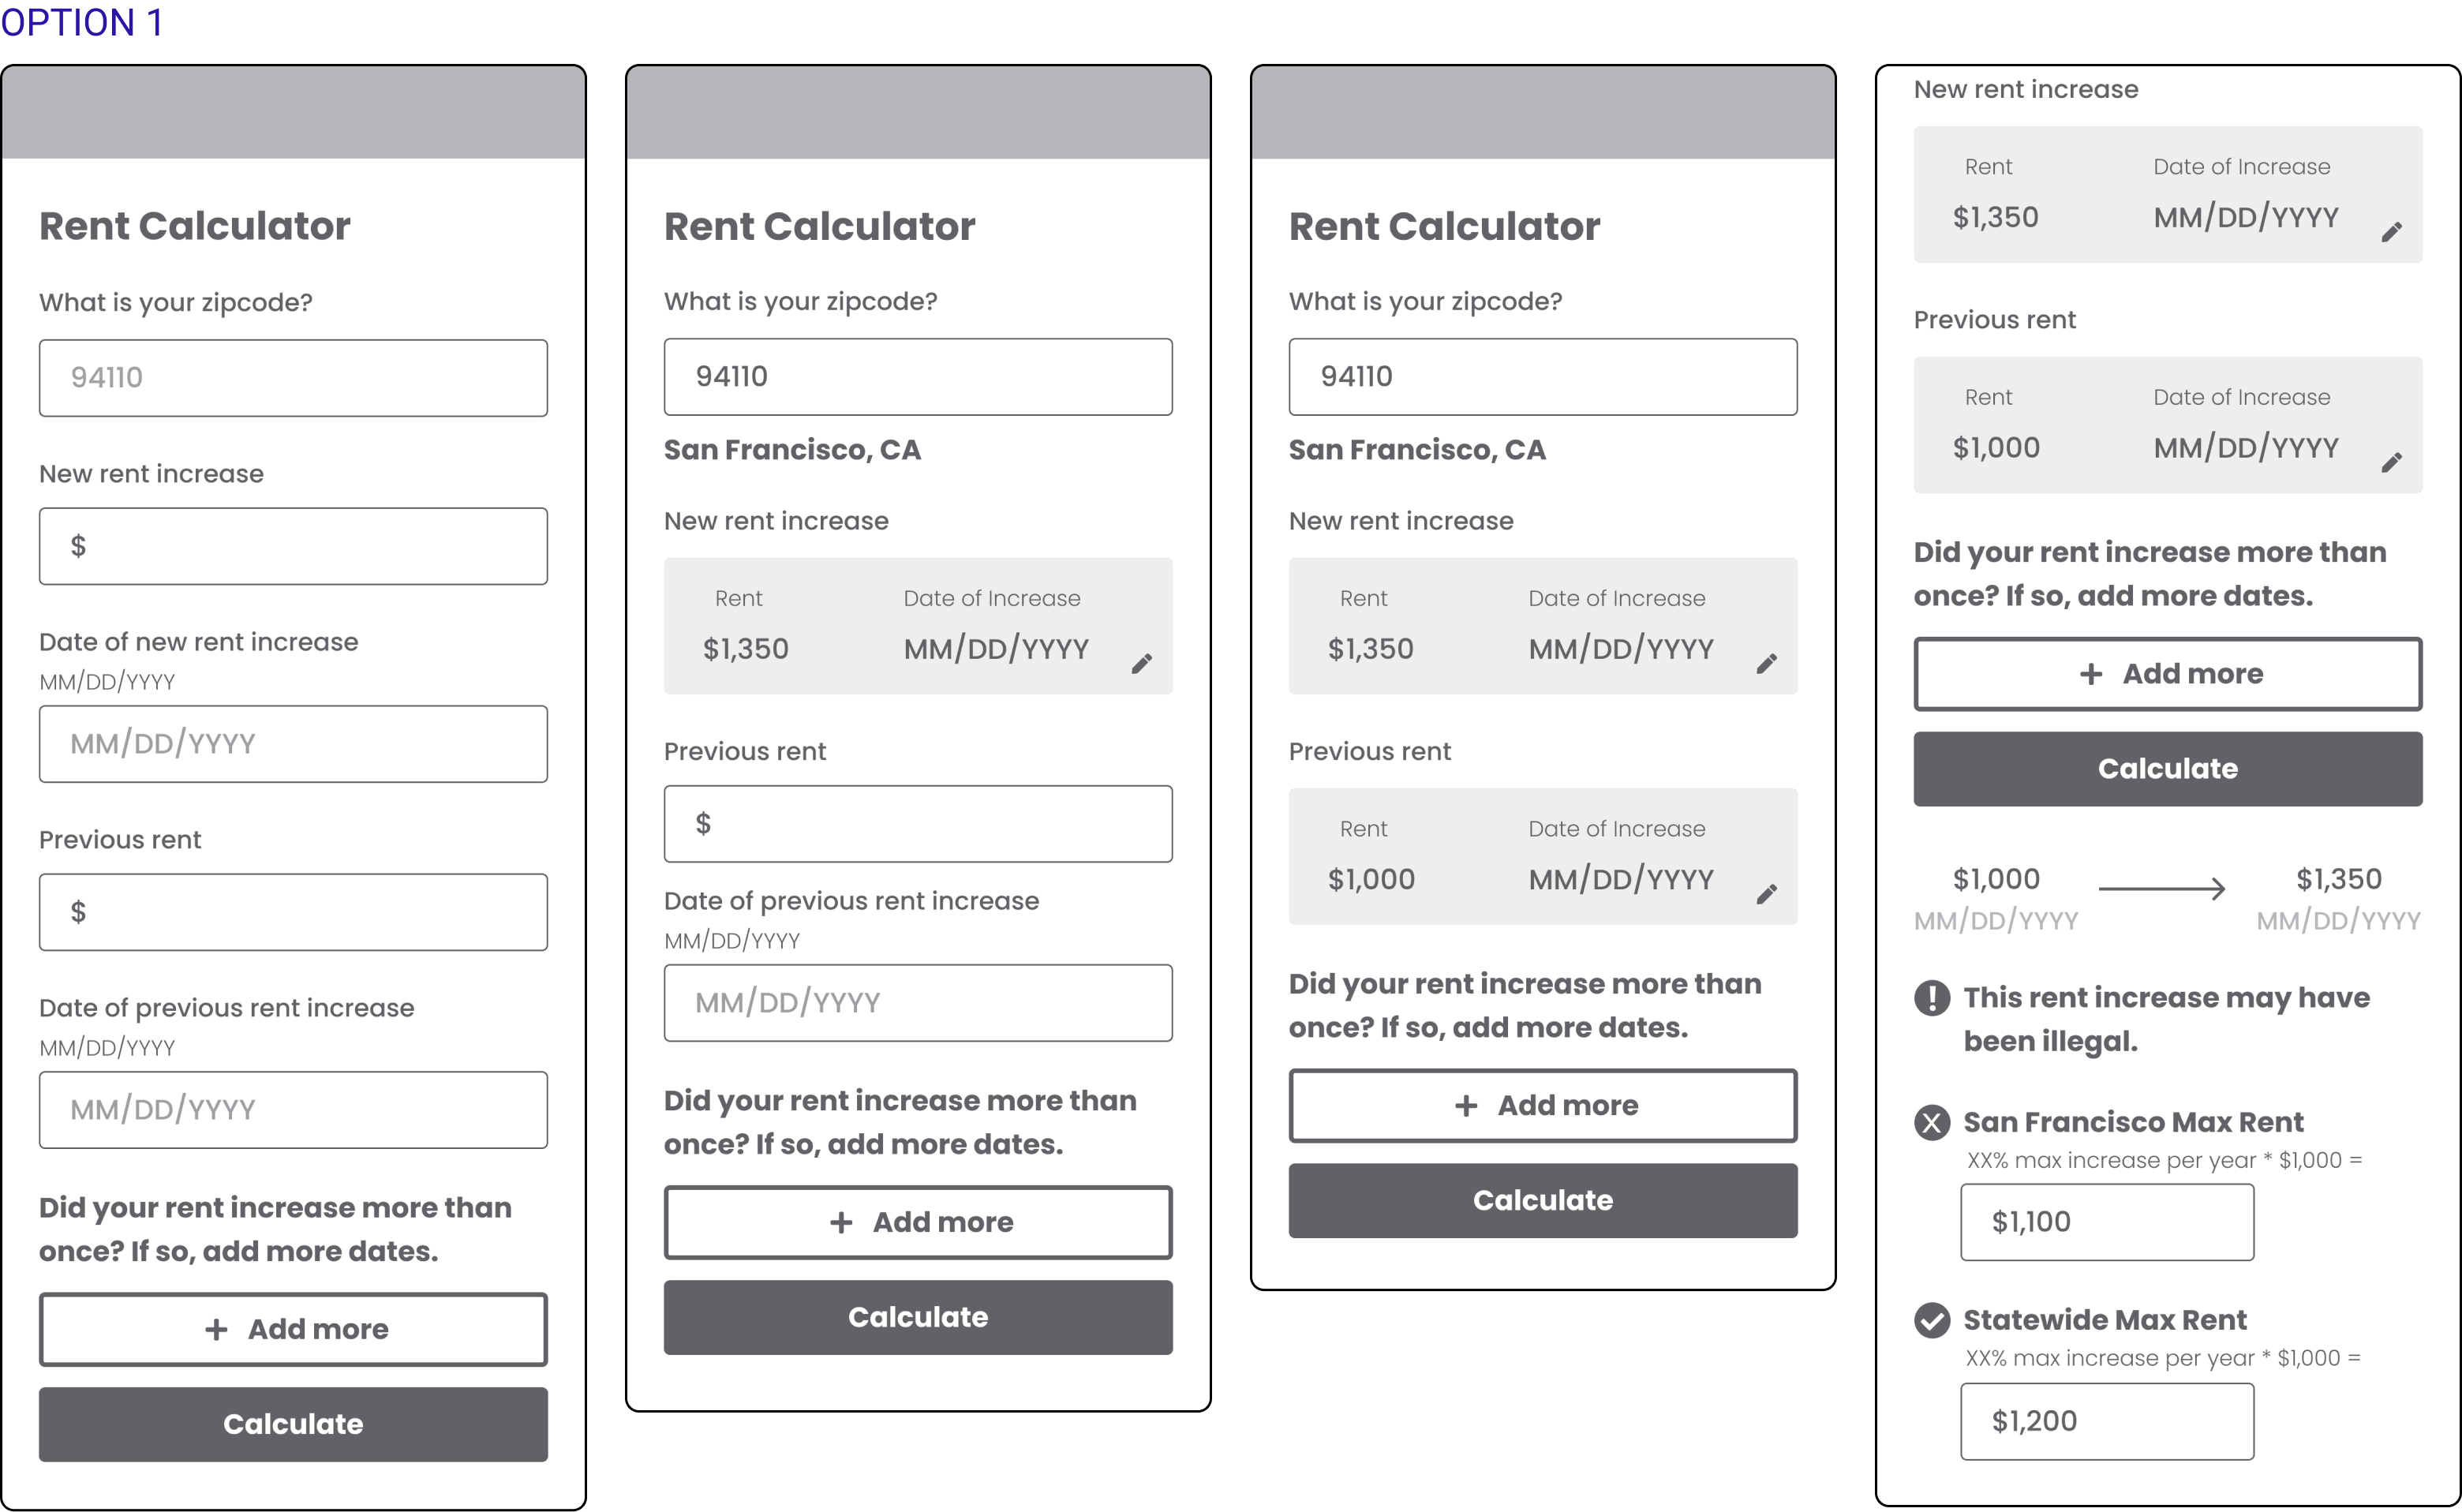 OPTION 1
Rent Calculator
What is your zipcode?
94110
New rent increase
$
Date of new rent increase
MM/DD/YYYY
MM/DD/YYYY
Previous rent
$
Date of previous rent increase
MM/DD/YYYY
MM/DD/YYYY
Did your rent increase more than
once? If so, add more dates.
+ Add more
Calculate
Rent Calculator
What is your zipcode?
94110
San Francisco, CA
New rent increase
Rent Date of Increase
$1,350 MM/DD/YYYY
Previous rent
$
Date of previous rent increase
MM/DD/YYYY
MM/DD/YYYY
Did your rent increase more than
once? If so, add more dates.
+ Add more
Calculate
Rent Calculator
What is your zipcode?
94110
San Francisco, CA
New rent increase
Rent Date of Increase
$1,350 MM/DD/YYYY
Previous rent
Rent Date of Increase
$1,000 MM/DD/YYYY
Did your rent increase more than
once? If so, add more dates.
+ Add more
Calculate
New rent increase
Rent Date of Increase
$1,350 MM/DD/YYYY
Previous rent
Rent Date of Increase
$1,000 MM/DD/YYYY
Did your rent increase more than
once? If so, add more dates.
+ Add more
Calculate
$1,000 $1,350
MM/DD/YYYY MM/DD/YYYY
! This rent increase may have
been illegal.
X San Francisco Max Rent
XX% max increase per year * $1,000 =
$1,100
Statewide Max Rent
XX% max increase per year * $1,000 =
$1,200